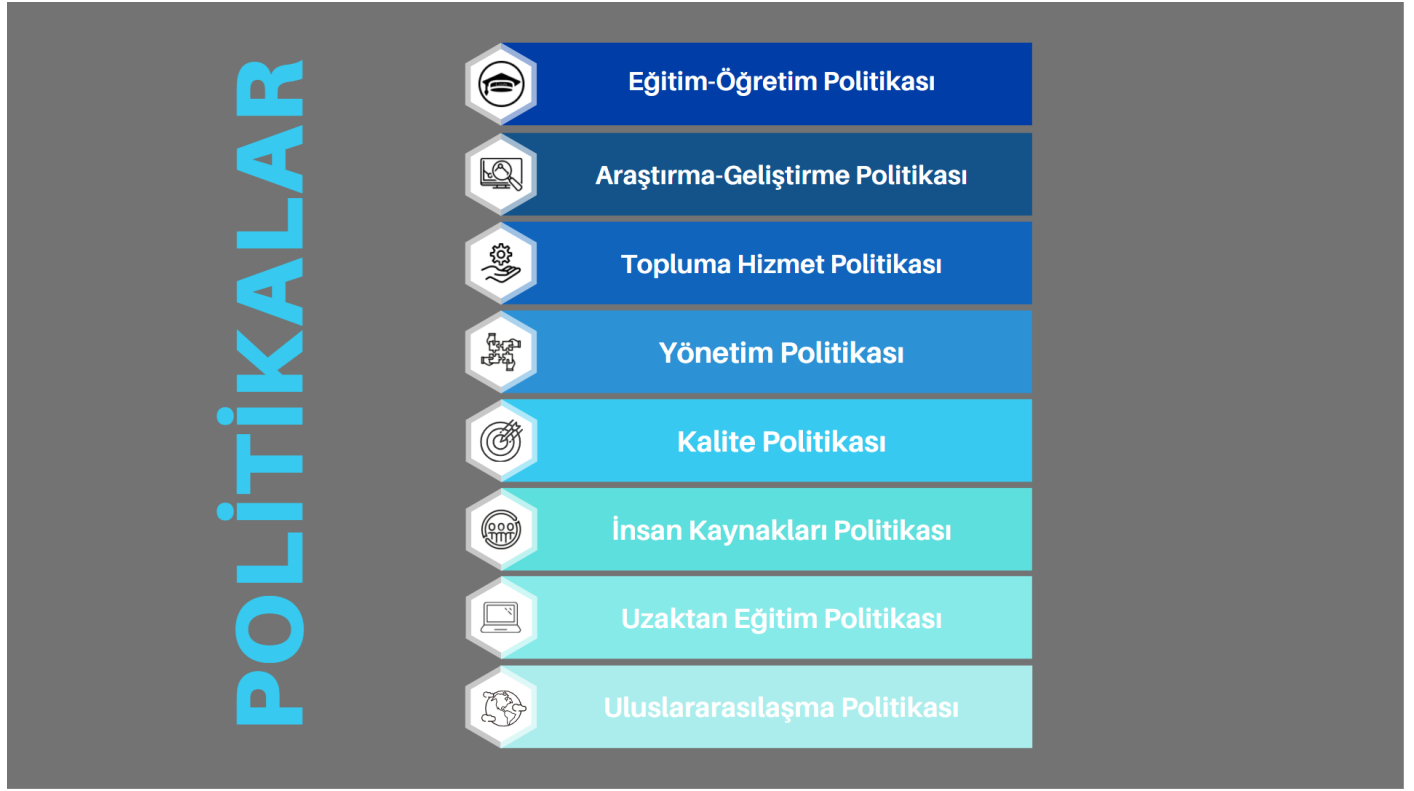 POLİTİKALAR
Eğitim-Öğretim Politikası
Araştırma-Geliştirme Politikası
Topluma Hizmet Politikası
Yönetim Politikası
Kalite Politikası
İnsan Kaynakları Politikası
Uzaktan Eğitim Politikası
Uluslararasılaşma Politikası